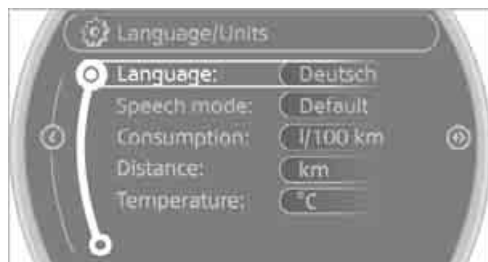 Language/Units
Language: Deutsch
Speech mode: Default
Consumption: l/100 km
Distance: km
Temperature: °C